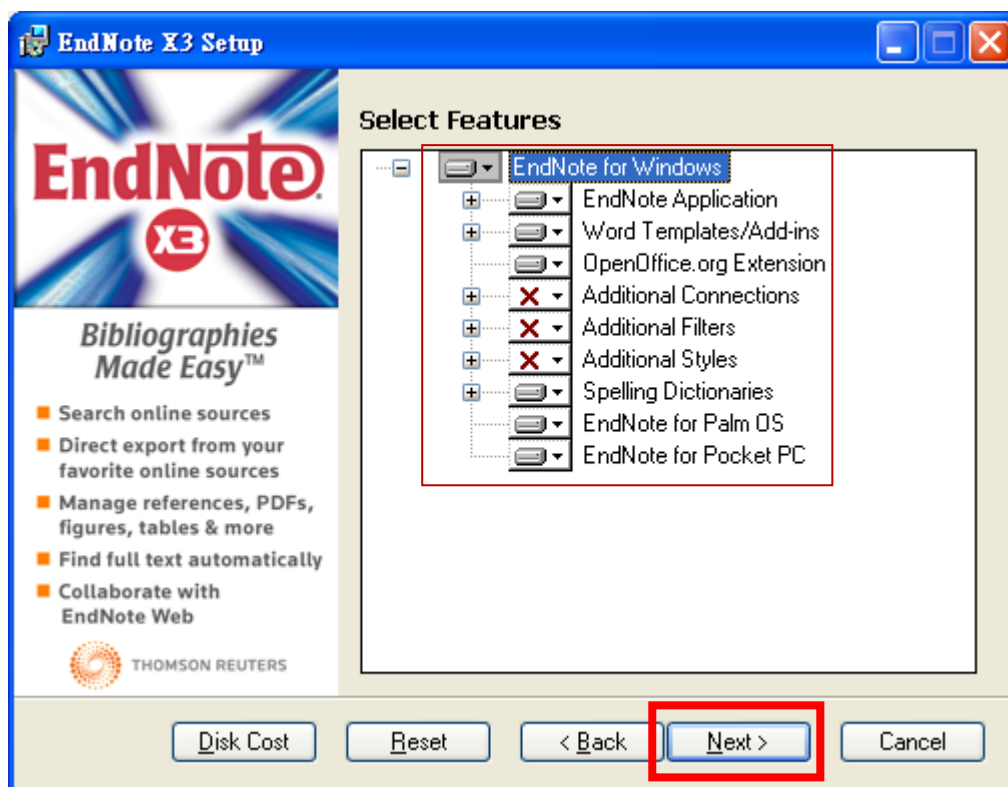 EndNote X3 Setup
EndNote
X3
Bibliographies
Made Easy™
Search online sources
Direct export from your
favorite online sources
Manage references, PDFs,
figures, tables & more
Find full text automatically
Collaborate with
EndNote Web
THOMSON REUTERS
Select Features
EndNote for Windows
EndNote Application
Word Templates/Add-ins
OpenOffice.org Extension
Additional Connections
Additional Filters
Additional Styles
Spelling Dictionaries
EndNote for Palm OS
EndNote for Pocket PC
Disk Cost
Reset
< Back
Next >
Cancel